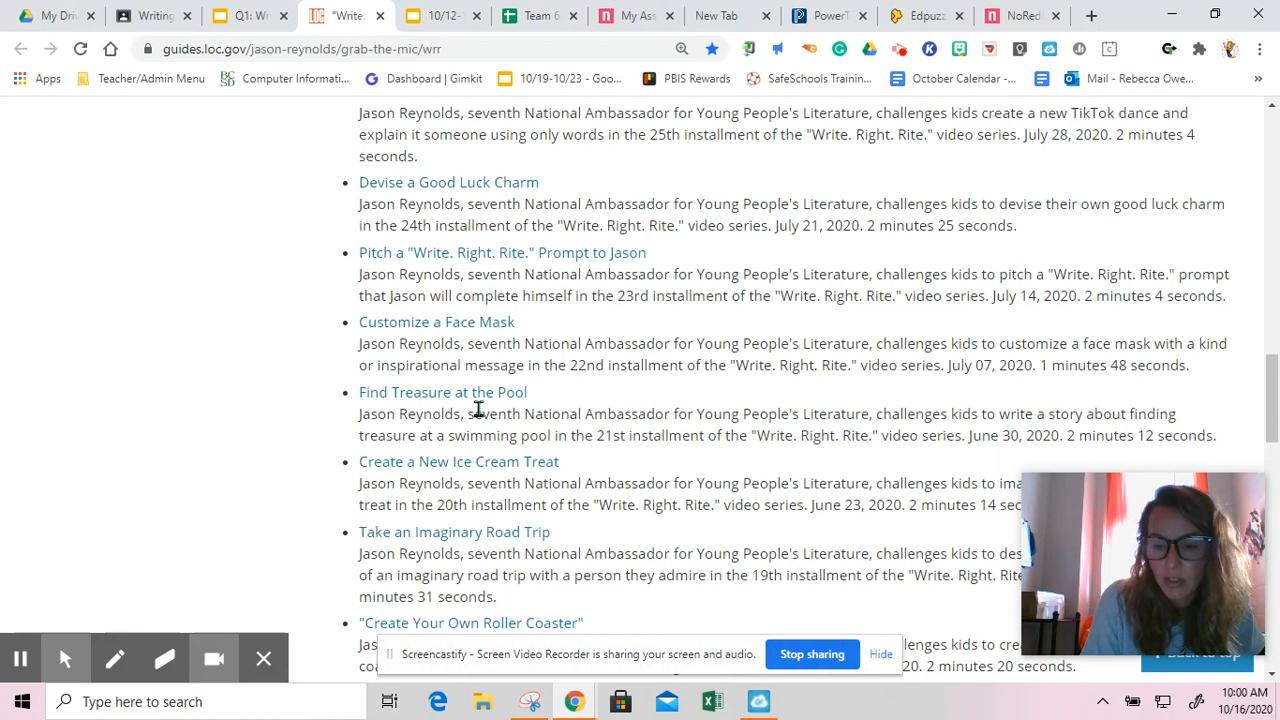 My Dri
Writing
Q1: Wr
"Write.
10/12-
Team 6
My As
New Tab
PowerT
Edpuzz
NoRed
guides.loc.gov/jason-reynolds/grab-the-mic/wrr
Apps
Teacher/Admin Menu
Computer Informati...
Dashboard | Gimkit
10/19-10/23 - Goo...
PBIS Rewards
SafeSchools Trainin...
October Calendar -...
Mail - Rebecca Owe...
Jason Reynolds, seventh National Ambassador for Young People's Literature, challenges kids create a new TikTok dance and
explain it someone using only words in the 25th installment of the "Write. Right. Rite." video series. July 28, 2020. 2 minutes 4
seconds.
Devise a Good Luck Charm
Jason Reynolds, seventh National Ambassador for Young People's Literature, challenges kids to devise their own good luck charm
in the 24th installment of the "Write. Right. Rite." video series. July 21, 2020. 2 minutes 25 seconds.
Pitch a "Write. Right. Rite." Prompt to Jason
Jason Reynolds, seventh National Ambassador for Young People's Literature, challenges kids to pitch a "Write. Right. Rite." prompt
that Jason will complete himself in the 23rd installment of the "Write. Right. Rite." video series. July 14, 2020. 2 minutes 4 seconds.
Customize a Face Mask
Jason Reynolds, seventh National Ambassador for Young People's Literature, challenges kids to customize a face mask with a kind
or inspirational message in the 22nd installment of the "Write. Right. Rite." video series. July 07, 2020. 1 minutes 48 seconds.
Find Treasure at the Pool
Jason Reynolds, seventh National Ambassador for Young People's Literature, challenges kids to write a story about finding
treasure at a swimming pool in the 21st installment of the "Write. Right. Rite." video series. June 30, 2020. 2 minutes 12 seconds.
Create a New Ice Cream Treat
Jason Reynolds, seventh National Ambassador for Young People's Literature, challenges kids to ima
treat in the 20th installment of the "Write. Right. Rite." video series. June 23, 2020. 2 minutes 14 sec
Take an Imaginary Road Trip
Jason Reynolds, seventh National Ambassador for Young People's Literature, challenges kids to des
of an imaginary road trip with a person they admire in the 19th installment of the "Write. Right. Rite
minutes 31 seconds.
"Create Your Own Roller Coaster"
Jas
enges kids to cre
coa
20. 2 minutes 20 seconds.
Screencastify - Screen Video Recorder is sharing your screen and audio.
Stop sharing
Hide
Back to top
Type here to search
10:00 AM
10/16/2020